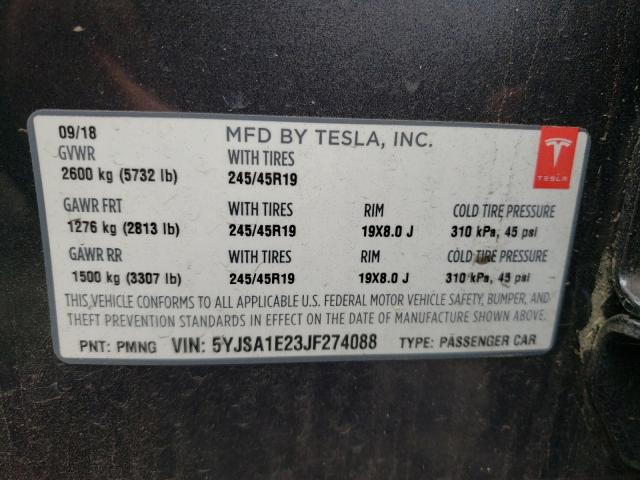 09/18 MFD BY TESLA, INC.
GVWR WITH TIRES
2600 kg (5732 lb) 245/45R19
TESLA
GAWR FRT WITH TIRES RIM COLD TIRE PRESSURE
1276 kg (2813 lb) 245/45R19 19X8.0 J 310 kPa, 45 psi
GAWR RR WITH TIRES RIM COLD TIRE PRESSURE
1500 kg (3307 lb) 245/45R19 19X8.0 J 310 kPa, 45 psi
THIS VEHICLE CONFORMS TO ALL APPLICABLE U.S. FEDERAL MOTOR VEHICLE SAFETY, BUMPER, AND
THEFT PREVENTION STANDARDS IN EFFECT ON THE DATE OF MANUFACTURE SHOWN ABOVE.
PNT: PMNG VIN: 5YJSA1E23JF274088 TYPE: PASSENGER CAR